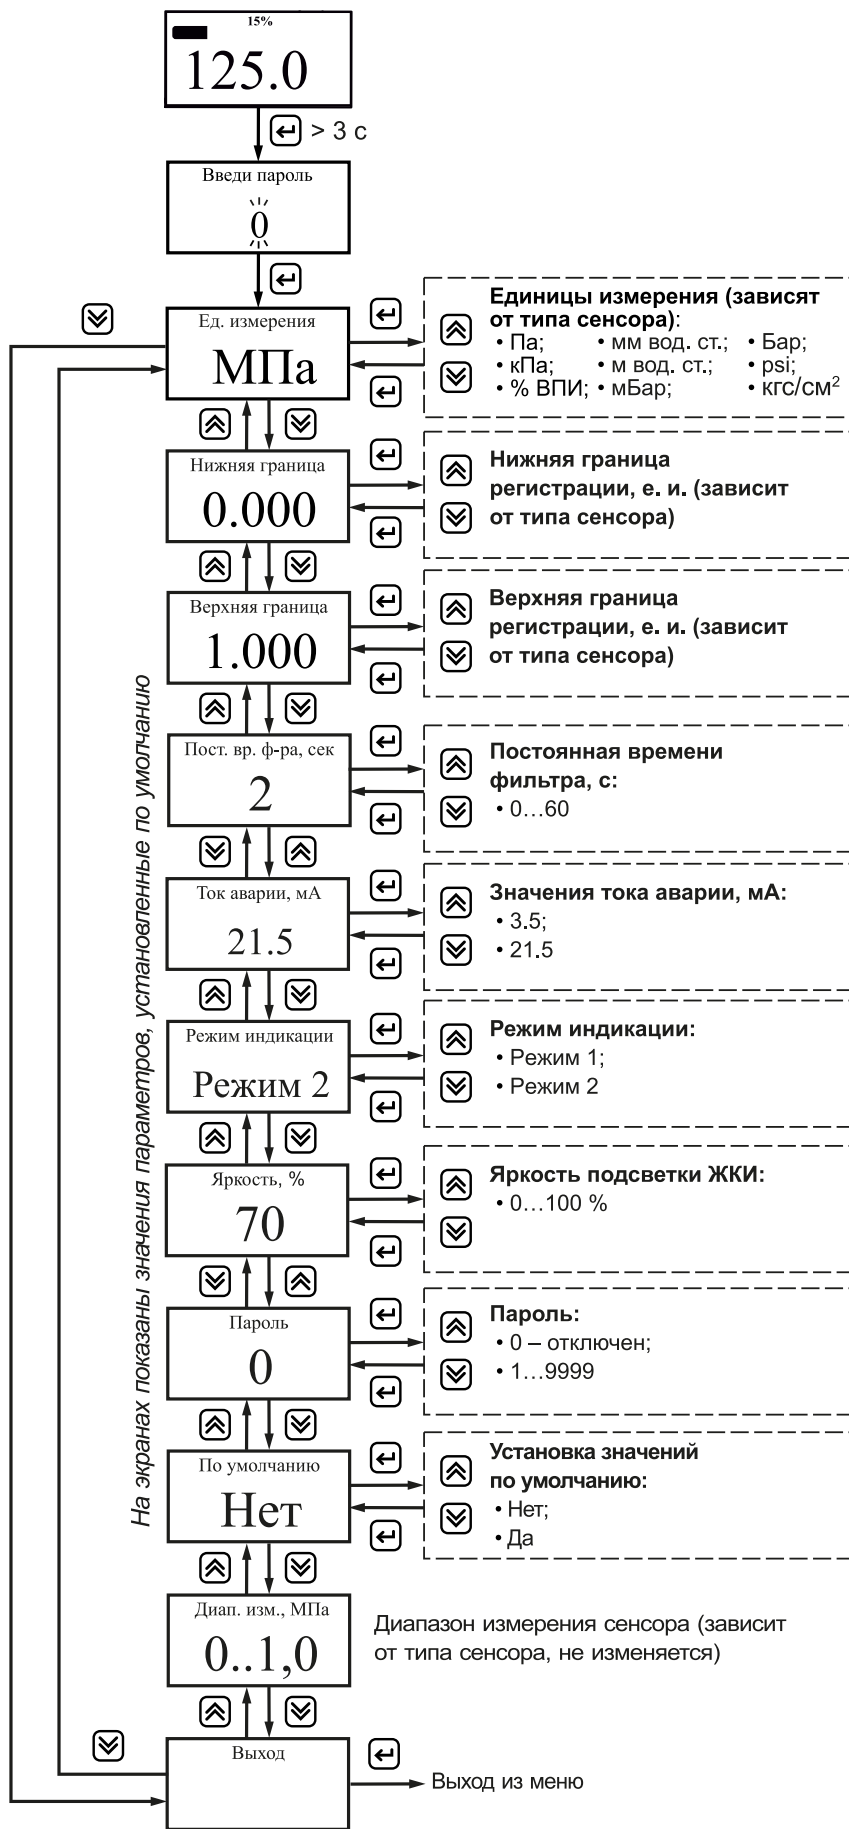 15%
125.0
> 3 с
Введи пароль
0
Ед. измерения
МПа
Единицы измерения (зависят
от типа сенсора):
• Па; • мм вод. ст.; • Бар;
• кПа; • м вод. ст.; • psi;
• % ВПИ; • мБар; • кгс/см²
Нижняя граница
0.000
Нижняя граница
регистрации, е. и. (зависит
от типа сенсора)
Верхняя граница
1.000
Верхняя граница
регистрации, е. и. (зависит
от типа сенсора)
На экранах показаны значения параметров, установленные по умолчанию
Пост. вр. ф-ра, сек
2
Постоянная времени
фильтра, с:
• 0...60
Ток аварии, мА
21.5
Значения тока аварии, мА:
• 3.5;
• 21.5
Режим индикации
Режим 2
Режим индикации:
• Режим 1;
• Режим 2
Яркость, %
70
Яркость подсветки ЖКИ:
• 0...100 %
Пароль
0
Пароль:
• 0 – отключен;
• 1...9999
По умолчанию
Нет
Установка значений
по умолчанию:
• Нет;
• Да
Диап. изм., МПа
0..1,0
Диапазон измерения сенсора (зависит
от типа сенсора, не изменяется)
Выход
Выход из меню